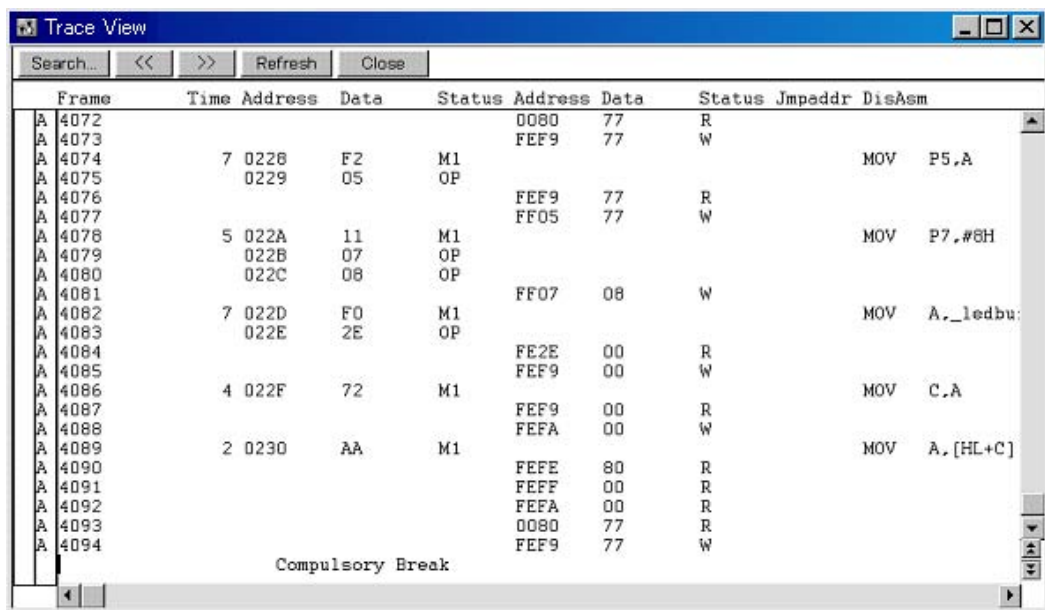 Trace View
Search... << >> Refresh Close
Frame Time Address Data Status Address Data Status Jmpaddr DisAsm
A 4072 0080 77 R
A 4073 FEF9 77 W
A 4074 7 0228 F2 M1 MOV P5,A
A 4075 0229 05 OP
A 4076 FEF9 77 R
A 4077 FF05 77 W
A 4078 5 022A 11 M1 MOV P7,#8H
A 4079 022B 07 OP
A 4080 022C 08 OP
A 4081 FF07 08 W
A 4082 7 022D F0 M1 MOV A,_ledbu
A 4083 022E 2E OP
A 4084 FE2E 00 R
A 4085 FEF9 00 W
A 4086 4 022F 72 M1 MOV C,A
A 4087 FEF9 00 R
A 4088 FEFA 00 W
A 4089 2 0230 AA M1 MOV A,[HL+C]
A 4090 FEFE 80 R
A 4091 FEFF 00 R
A 4092 FEFA 00 R
A 4093 0080 77 R
A 4094 FEF9 77 W
Compulsory Break